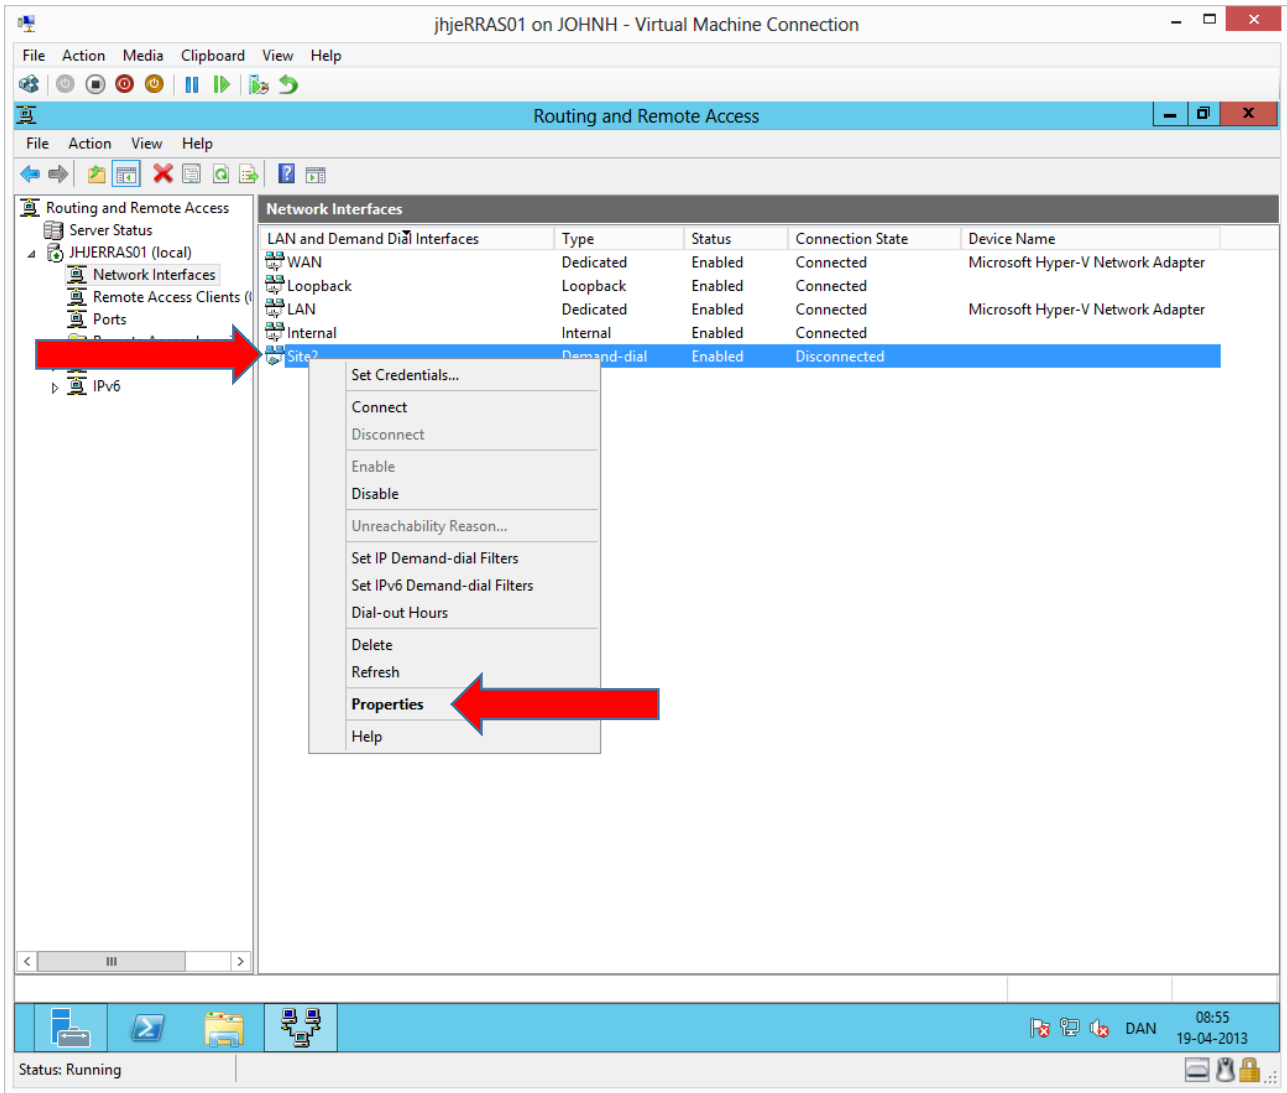 jhjeRRAS01 on JOHNH - Virtual Machine Connection
File Action Media Clipboard View Help
Routing and Remote Access
File Action View Help
Routing and Remote Access
Server Status
JHJERRAS01 (local)
Network Interfaces
Remote Access Clients (
Ports
IPv6
Network Interfaces
LAN and Demand Dial Interfaces Type Status Connection State Device Name
WAN Dedicated Enabled Connected Microsoft Hyper-V Network Adapter
Loopback Loopback Enabled Connected
LAN Dedicated Enabled Connected Microsoft Hyper-V Network Adapter
Internal Internal Enabled Connected
Site2 Demand-dial Enabled Disconnected
Set Credentials...
Connect
Disconnect
Enable
Disable
Unreachability Reason...
Set IP Demand-dial Filters
Set IPv6 Demand-dial Filters
Dial-out Hours
Delete
Refresh
Properties
Help
DAN
08:55
19-04-2013
Status: Running